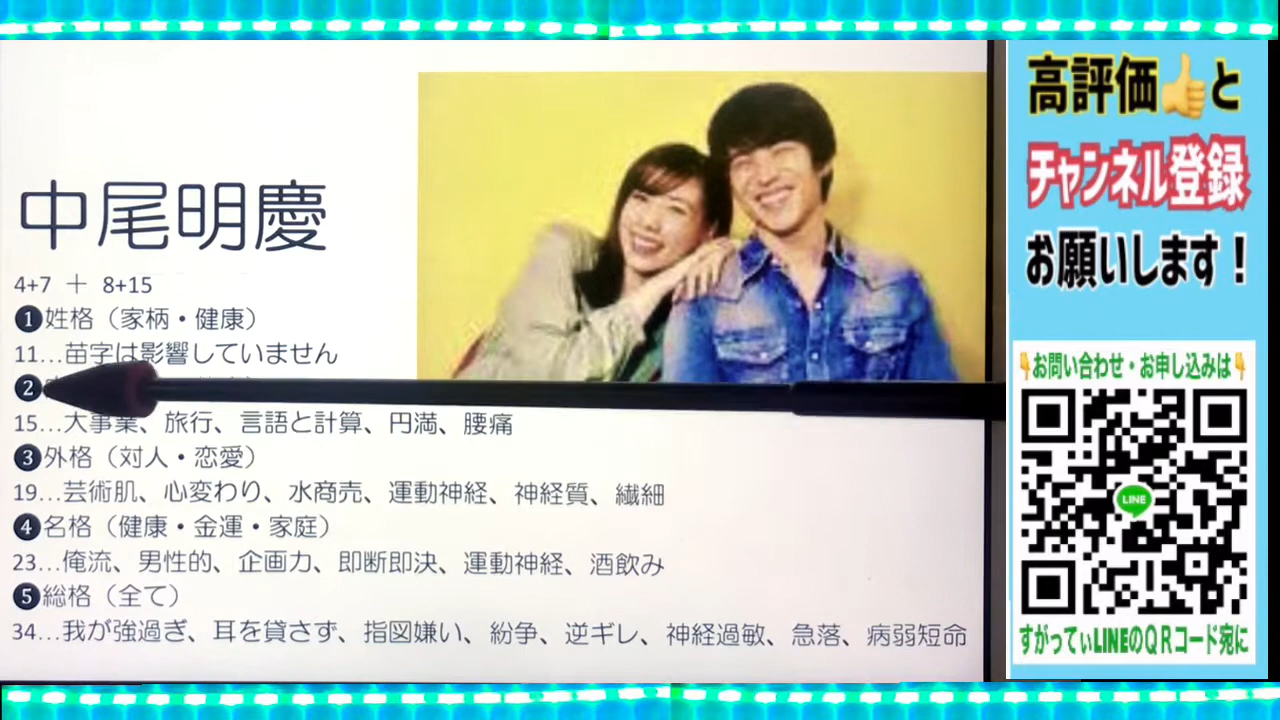 中尾明慶
4+7 + 8+15
❶姓格（家柄・健康）
11…苗字は影響していません
❷
15…大事業、旅行、言語と計算、円満、腰痛
❸外格（対人・恋愛）
19…芸術肌、心変わり、水商売、運動神経、神経質、繊細
❹名格（健康・金運・家庭）
23…俺流、男性的、企画力、即断即決、運動神経、酒飲み
❺総格（全て）
34…我が強過ぎ、耳を貸さず、指図嫌い、紛争、逆ギレ、神経過敏、急落、病弱短命
高評価👍と
チャンネル登録
お願いします！
👇お問い合わせ・お申し込みは👇
LINE
すがってぃLINEのQRコード宛に